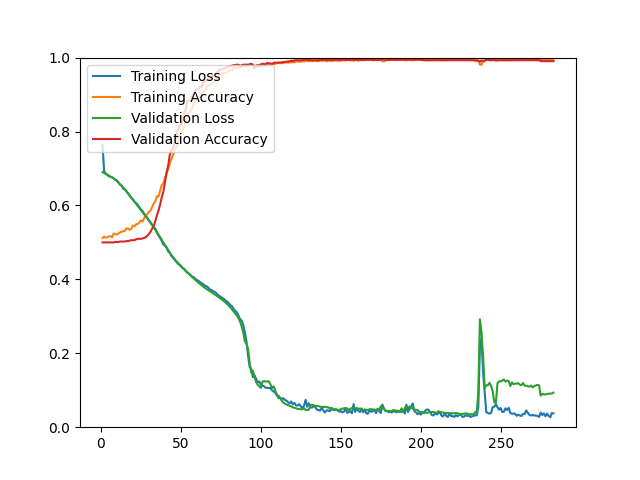 1.0
0.8
0.6
0.4
0.2
0.0
Training Loss
Training Accuracy
Validation Loss
Validation Accuracy
0 50 100 150 200 250